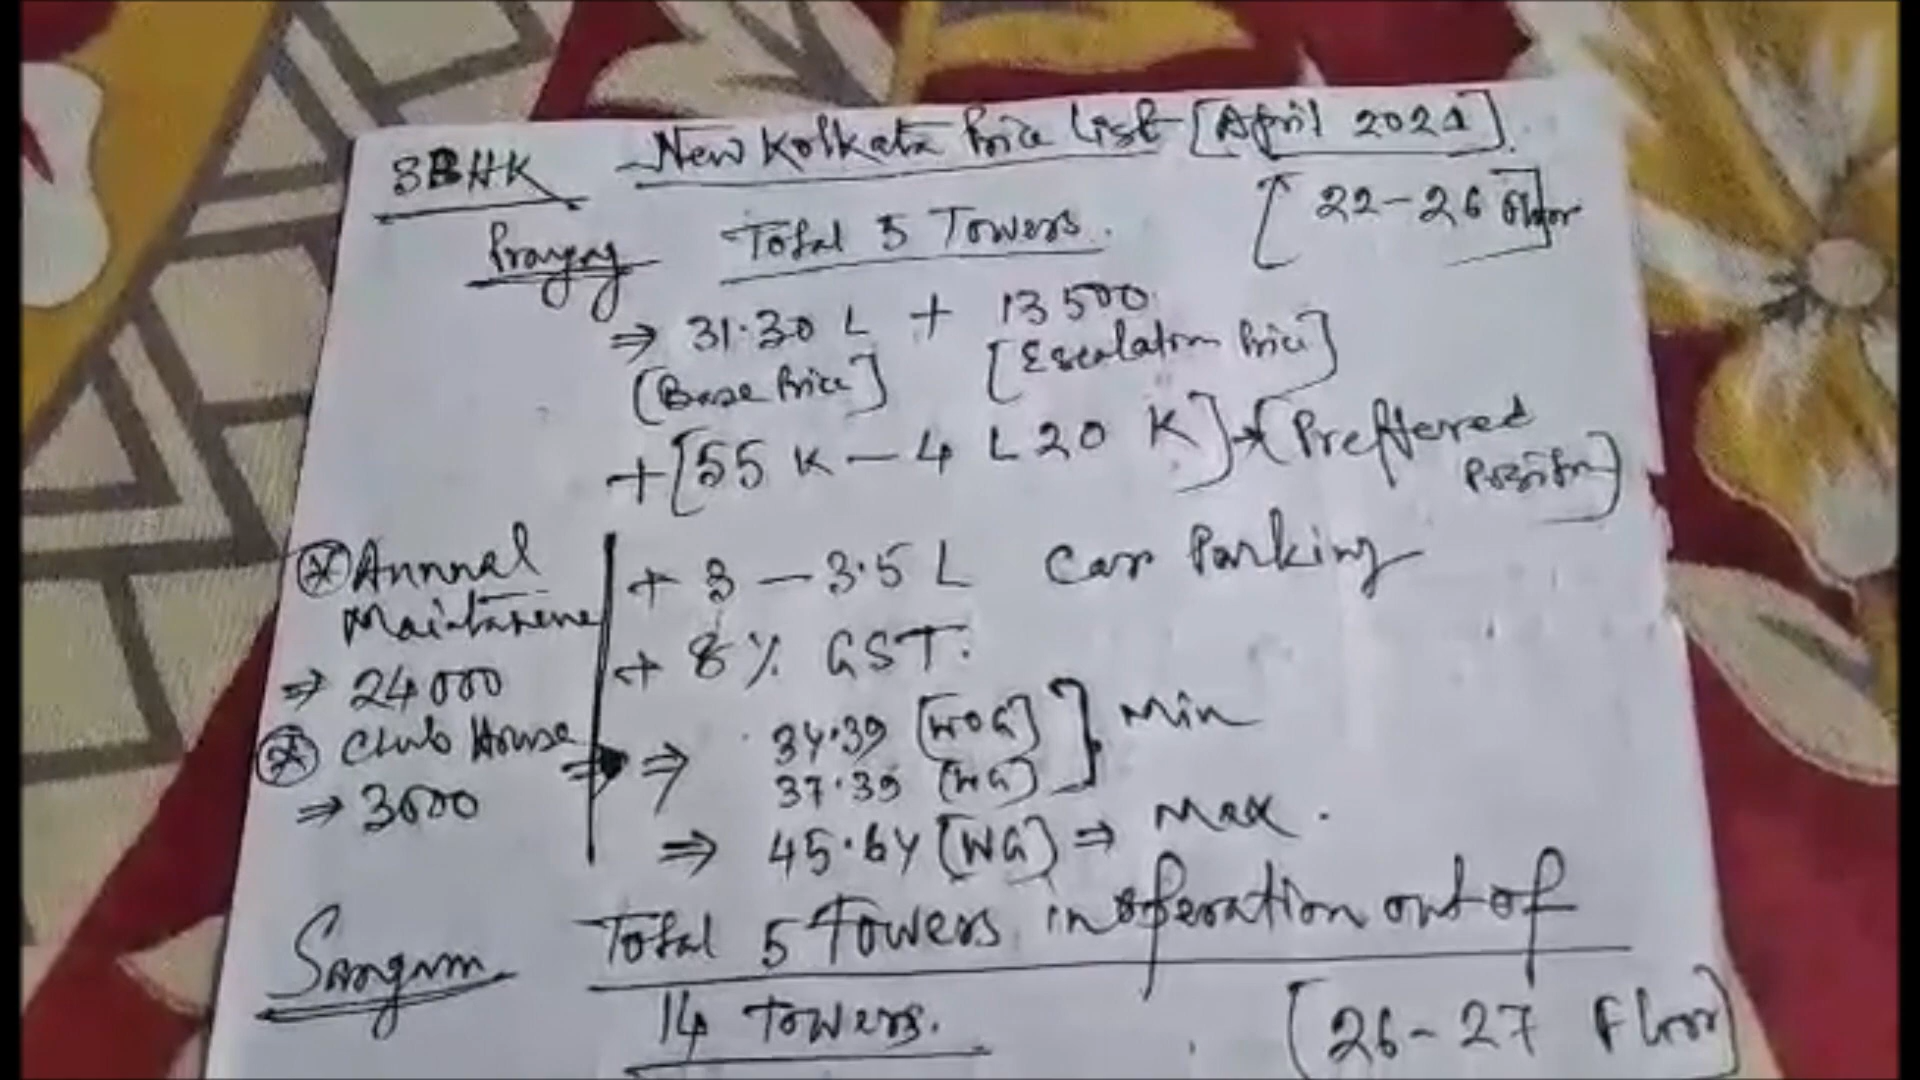 3BHK New Kolkata Price List [April 2021]
Prayag Total 5 Towers. [22-26 Floor]
⇒ 31.30 L + 13500
[Base Price] [Escalation Price]
+ [55 K - 4 L 20 K] → [Preffered Position]
+ 3 - 3.5 L Car Parking
+ 8% GST.
⇒ 34.39 [WOG]
37.39 [WG] ] Min
⇒ 45.64 [WG] ⇒ Max.
Annual
⇒ 24000
Club House
⇒ 3000
Sangam Total 5 Towers in operation out of
14 Towers. [26-27 Floor]